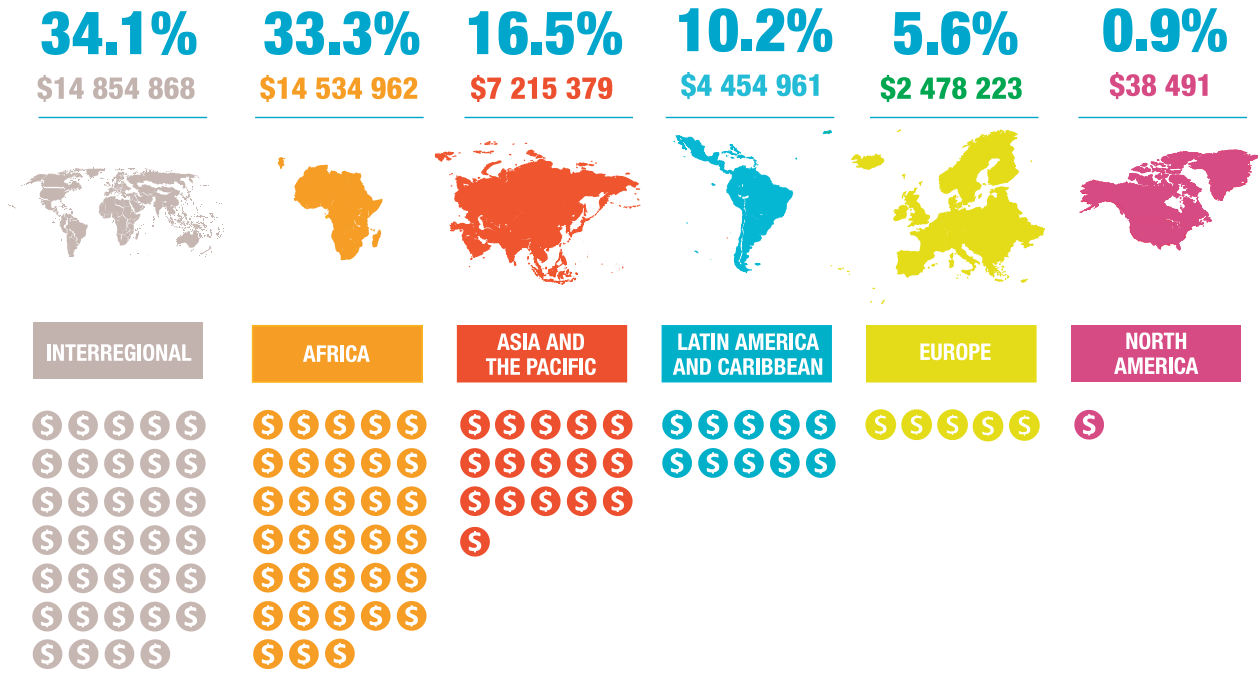 34.1%
$14 854 868
INTERREGIONAL
33.3%
$14 534 962
AFRICA
16.5%
$7 215 379
ASIA AND
THE PACIFIC
10.2%
$4 454 961
LATIN AMERICA
AND CARIBBEAN
5.6%
$2 478 223
EUROPE
0.9%
$38 491
NORTH
AMERICA